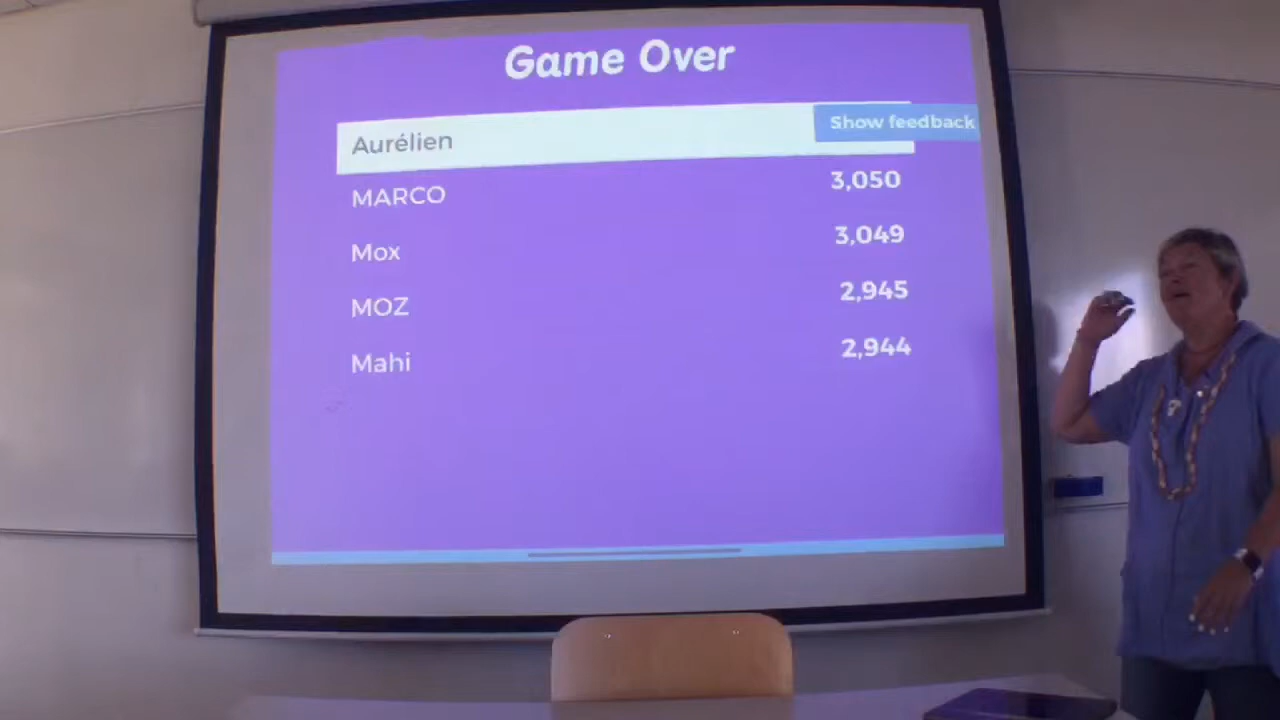 Game Over
Aurélien
Show feedback
MARCO 3,050
Mox 3,049
MOZ 2,945
Mahi 2,944